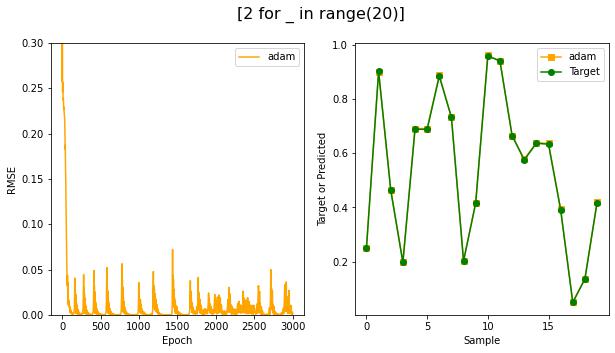 [2 for _ in range(20)]
0.30
0.25
0.20
0.15
0.10
0.05
0.00
RMSE
0 500 1000 1500 2000 2500 3000
Epoch
adam
1.0
0.8
0.6
0.4
0.2
Target or Predicted
0 5 10 15
Sample
adam
Target